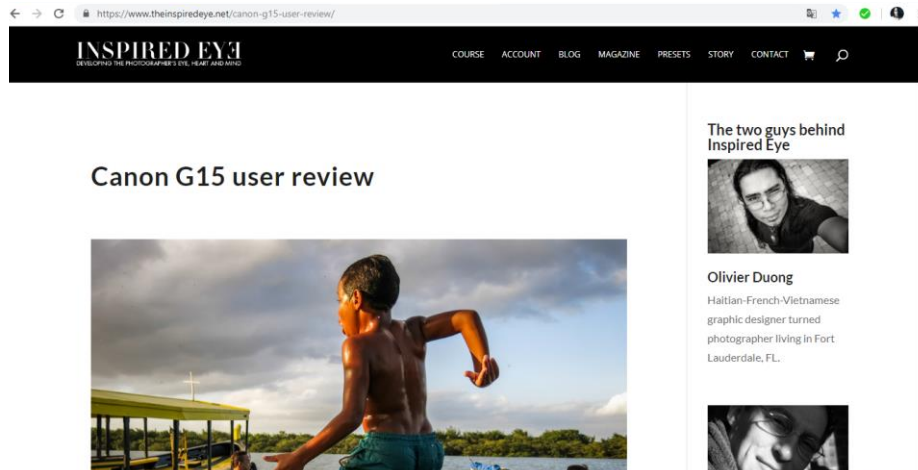 https://www.theinspiredeye.net/canon-g15-user-review/
INSPIRED EYE
DEVELOPING THE PHOTOGRAPHER'S EYE, HEART AND MIND
COURSE ACCOUNT BLOG MAGAZINE PRESETS STORY CONTACT
Canon G15 user review
The two guys behind
Inspired Eye
Olivier Duong
Haitian-French-Vietnamese
graphic designer turned
photographer living in Fort
Lauderdale, FL.